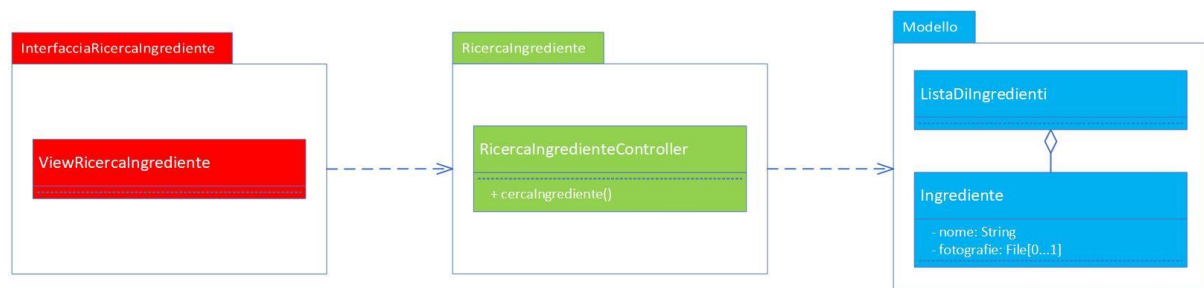 InterfacciaRicercaIngrediente
ViewRicercaIngrediente
RicercaIngrediente
RicercaIngredienteController
+ cercaIngrediente()
Modello
ListaDiIngredienti
Ingrediente
- nome: String
- fotografie: File[0...1]